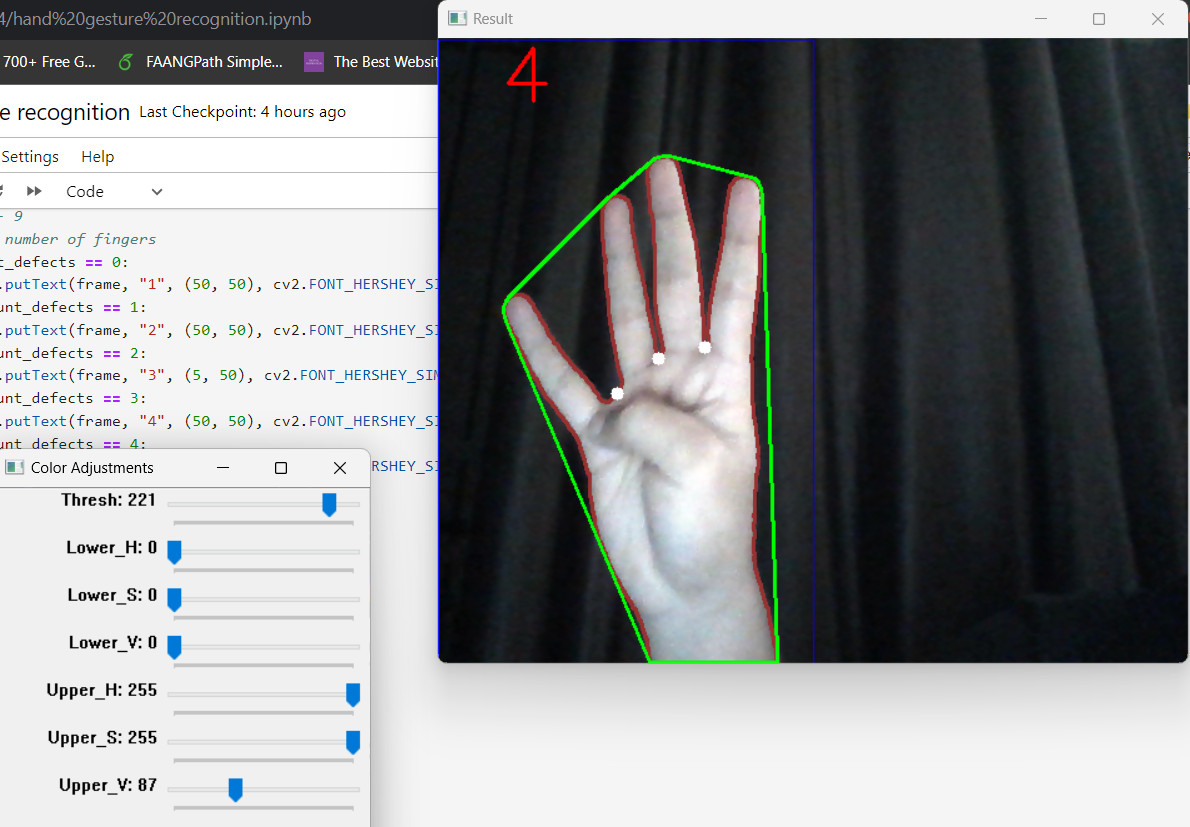 4/hand%20gesture%20recognition.ipynb
700+ Free G...
FAANGPath Simple...
The Best Websit
e recognition Last Checkpoint: 4 hours ago
Settings Help
Code
- 9
number of fingers
t_defects == 0:
.putText(frame, "1", (50, 50), cv2.FONT_HERSHEY_SI
unt_defects == 1:
.putText(frame, "2", (50, 50), cv2.FONT_HERSHEY_SI
unt_defects == 2:
.putText(frame, "3", (5, 50), cv2.FONT_HERSHEY_SIM
unt_defects == 3:
.putText(frame, "4", (50, 50), cv2.FONT_HERSHEY_SI
unt_defects == 4:
RSHEY_SI
Result
4
Color Adjustments
Thresh: 221
Lower_H: 0
Lower_S: 0
Lower_V: 0
Upper_H: 255
Upper_S: 255
Upper_V: 87